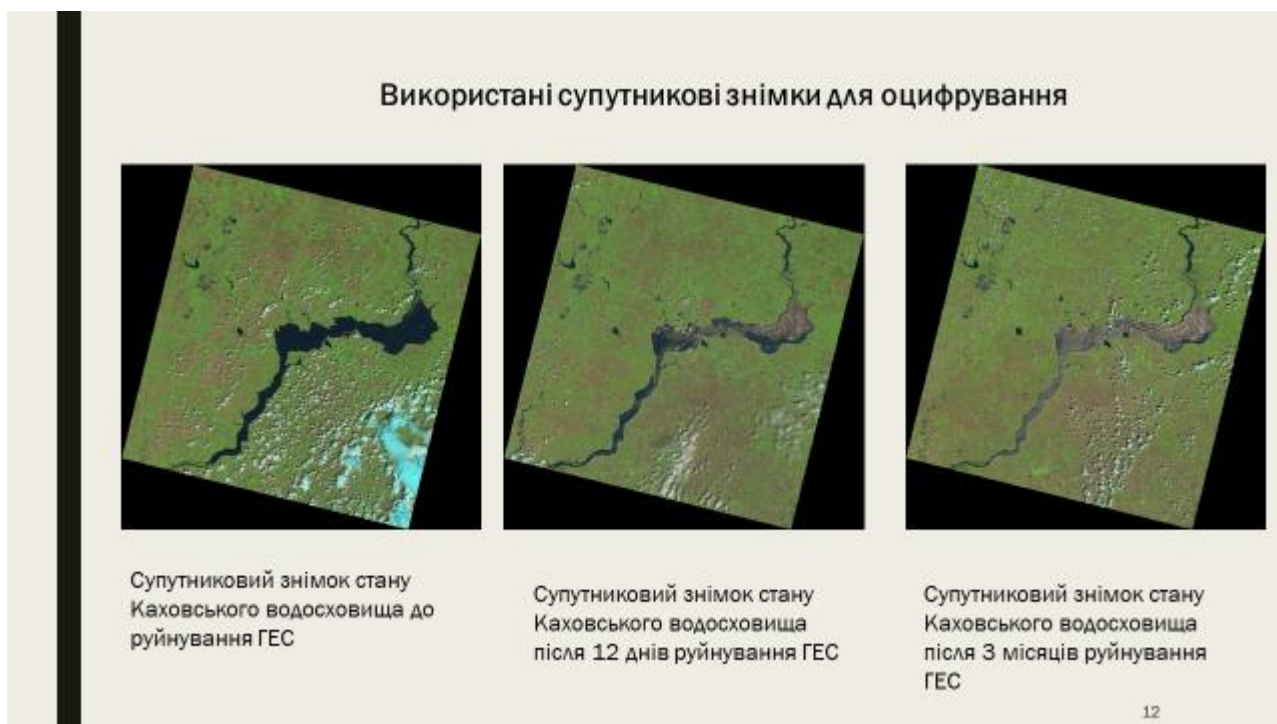 Використані супутникові знімки для оцифрування
Супутниковий знімок стану
Каховського водосховища до
руйнування ГЕС
Супутниковий знімок стану
Каховського водосховища
після 12 днів руйнування ГЕС
Супутниковий знімок стану
Каховського водосховища
після 3 місяців руйнування
ГЕС
12